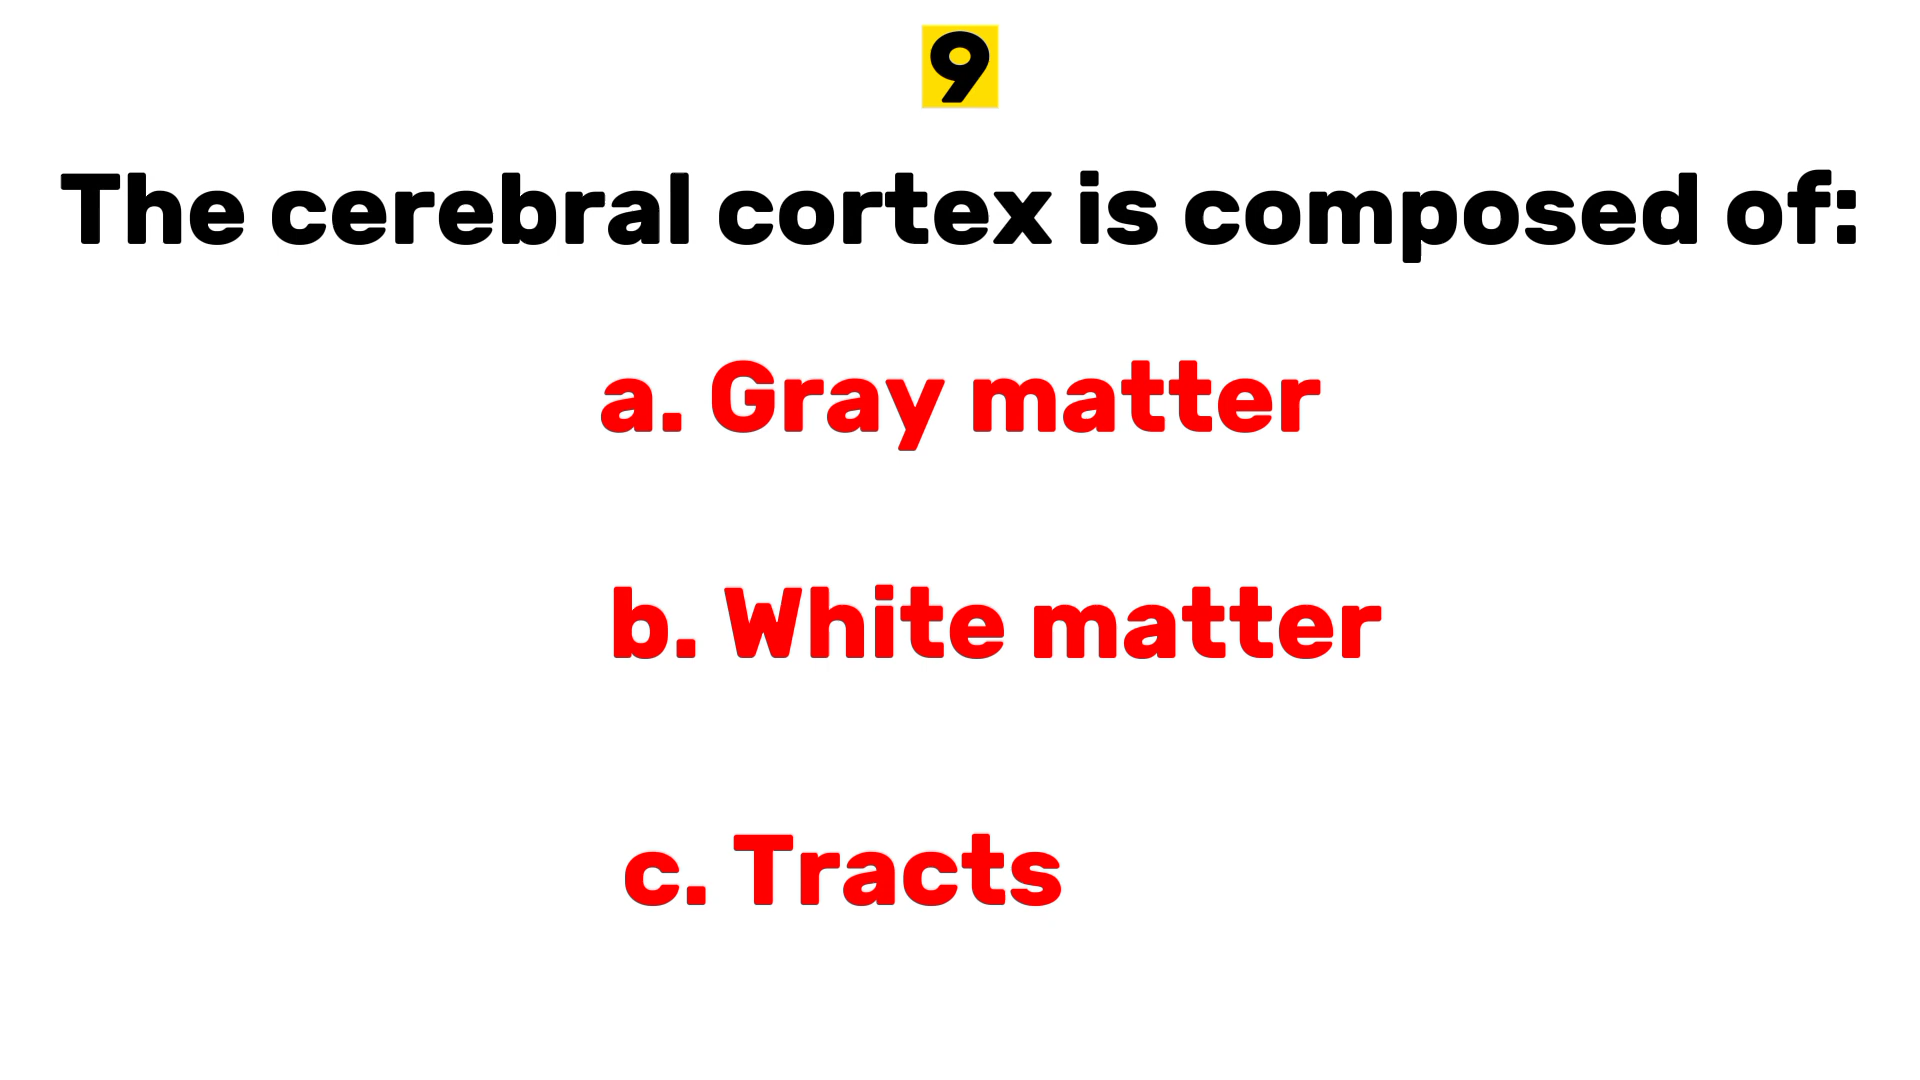 9
The cerebral cortex is composed of:
a. Gray matter
b. White matter
c. Tracts